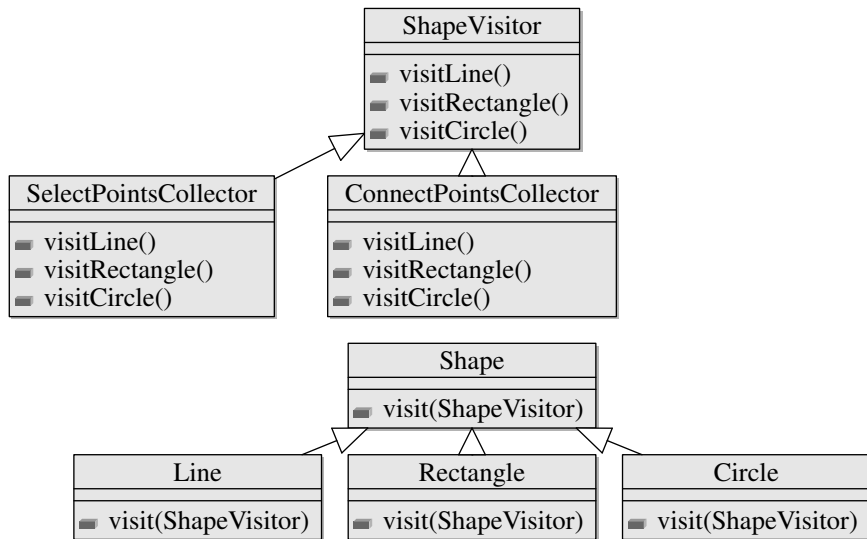 ShapeVisitor
visitLine()
visitRectangle()
visitCircle()
SelectPointsCollector
visitLine()
visitRectangle()
visitCircle()
ConnectPointsCollector
visitLine()
visitRectangle()
visitCircle()
Shape
visit(ShapeVisitor)
Line
visit(ShapeVisitor)
Rectangle
visit(ShapeVisitor)
Circle
visit(ShapeVisitor)